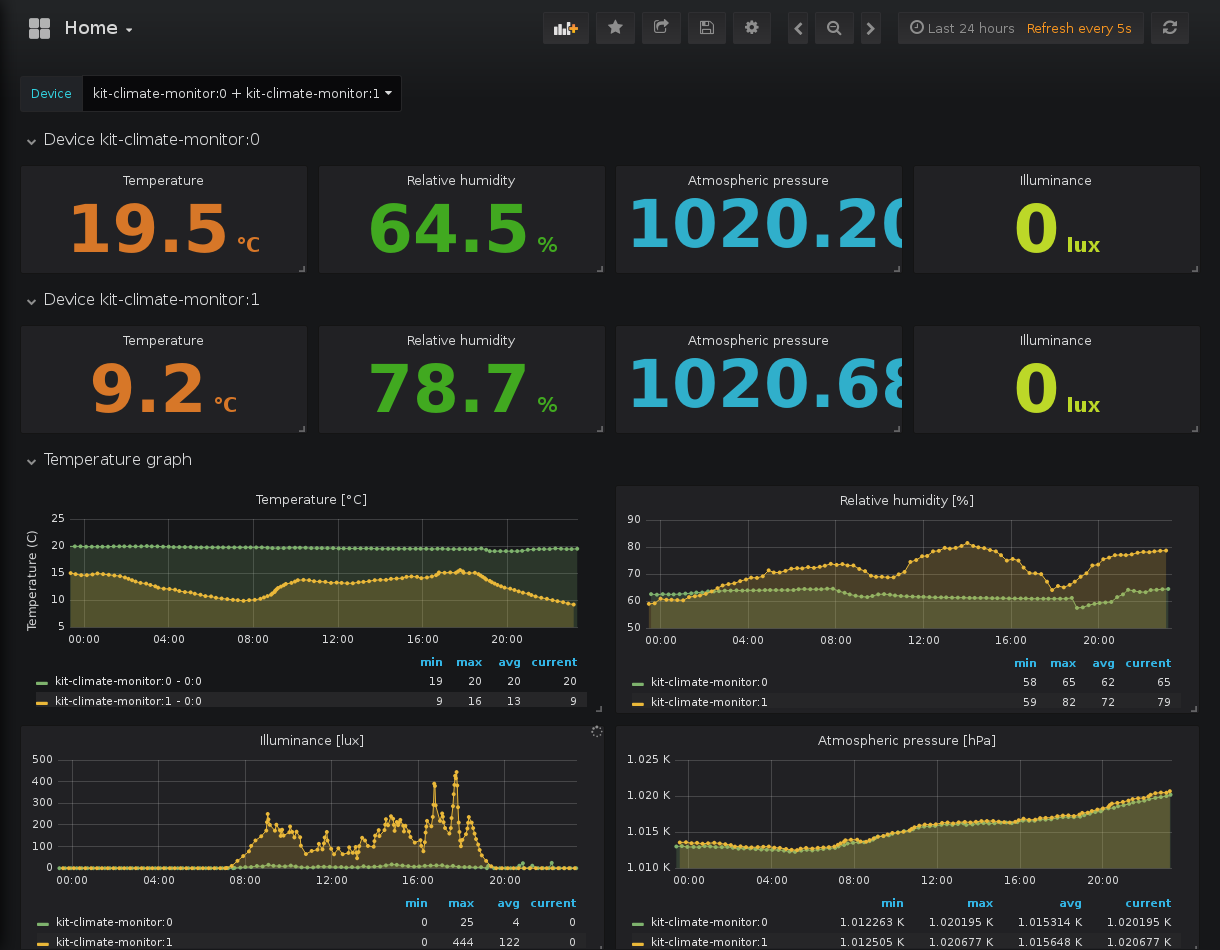 Home
Last 24 hours Refresh every 5s
Device kit-climate-monitor:0 + kit-climate-monitor:1
Device kit-climate-monitor:0
Temperature Relative humidity Atmospheric pressure Illuminance
19.5 °C 64.5 % 1020.20 0 lux
Device kit-climate-monitor:1
Temperature Relative humidity Atmospheric pressure Illuminance
9.2 °C 78.7 % 1020.68 0 lux
Temperature graph
Temperature [°C]
Temperature (C)
25
20
15
10
5
00:00 04:00 08:00 12:00 16:00 20:00
min max avg current
kit-climate-monitor:0 - 0:0 19 20 20 20
kit-climate-monitor:1 - 0:0 9 16 13 9
Relative humidity [%]
90
80
70
60
50
00:00 04:00 08:00 12:00 16:00 20:00
min max avg current
kit-climate-monitor:0 58 65 62 65
kit-climate-monitor:1 59 82 72 79
Illuminance [lux]
500
400
300
200
100
0
00:00 04:00 08:00 12:00 16:00 20:00
min max avg current
kit-climate-monitor:0 0 25 4 0
kit-climate-monitor:1 0 444 122 0
Atmospheric pressure [hPa]
1.025 K
1.020 K
1.015 K
1.010 K
00:00 04:00 08:00 12:00 16:00 20:00
min max avg current
kit-climate-monitor:0 1.012263 K 1.020195 K 1.015314 K 1.020195 K
kit-climate-monitor:1 1.012505 K 1.020677 K 1.015648 K 1.020677 K